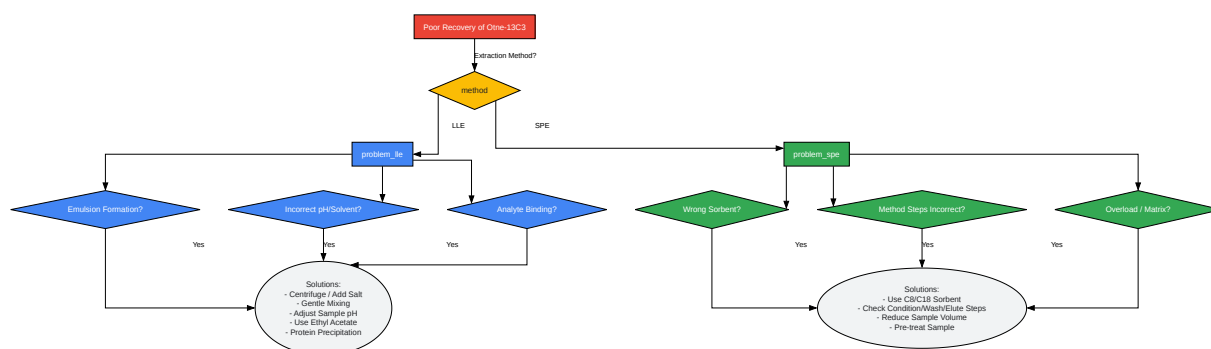 Poor Recovery of Otne-13C3
Extraction Method?
method
LLE
SPE
problem_lle
problem_spe
Emulsion Formation?
Incorrect pH/Solvent?
Analyte Binding?
Wrong Sorbent?
Method Steps Incorrect?
Overload / Matrix?
Yes
Yes
Yes
Yes
Yes
Yes
Solutions:
- Centrifuge / Add Salt
- Gentle Mixing
- Adjust Sample pH
- Use Ethyl Acetate
- Protein Precipitation
Solutions:
- Use C8/C18 Sorbent
- Check Condition/Wash/Elute Steps
- Reduce Sample Volume
- Pre-treat Sample